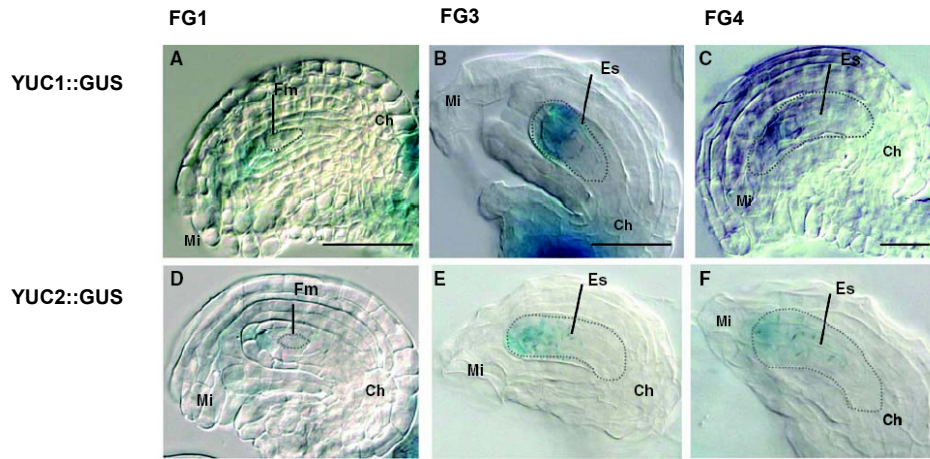 FG1 FG3 FG4
YUC1::GUS
A B C
Fm Es Es
Mi Mi Mi
Ch Ch Ch
YUC2::GUS
D E F
Fm Es Es
Mi Mi Mi
Ch Ch Ch